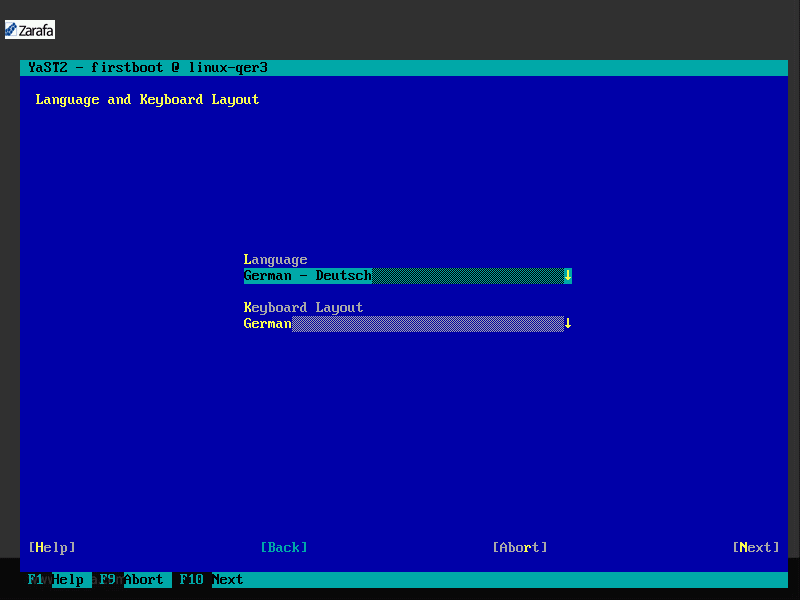 Zarafa
YaST2 - firstboot @ linux-qer3
Language and Keyboard Layout
Language
German - Deutsch ↓
Keyboard Layout
German ↓
[Help] [Back] [Abort] [Next]
F1 Help F9 Abort F10 Next